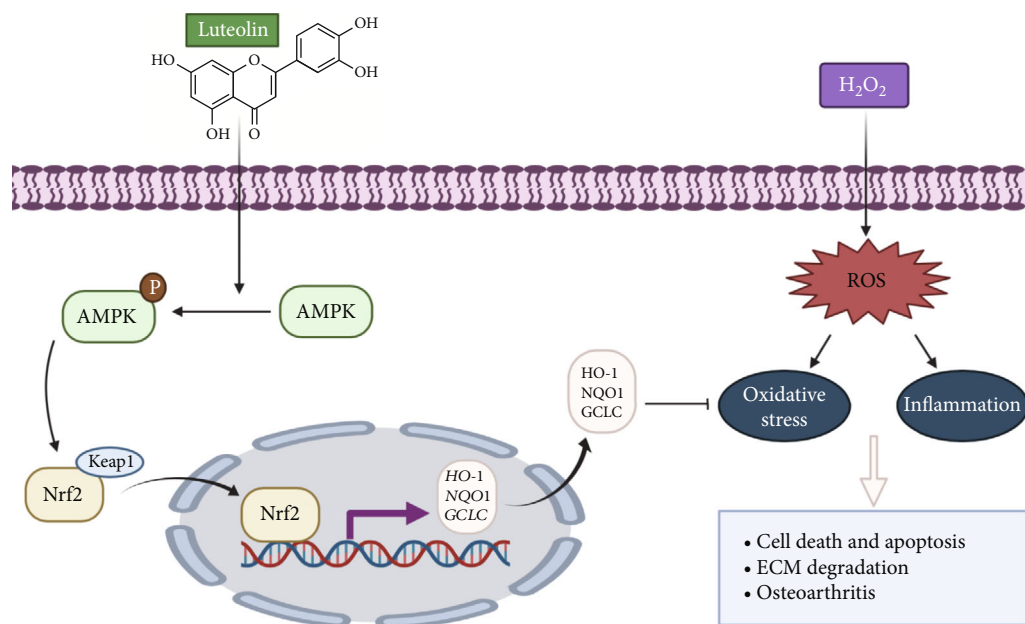 Luteolin
OH
OH
HO
O
OH
O
H₂O₂
ROS
P
AMPK
AMPK
HO-1
NQO1
GCLC
Oxidative
stress
Inflammation
Keap1
Nrf2
Nrf2
HO-1
NQO1
GCLC
• Cell death and apoptosis
• ECM degradation
• Osteoarthritis